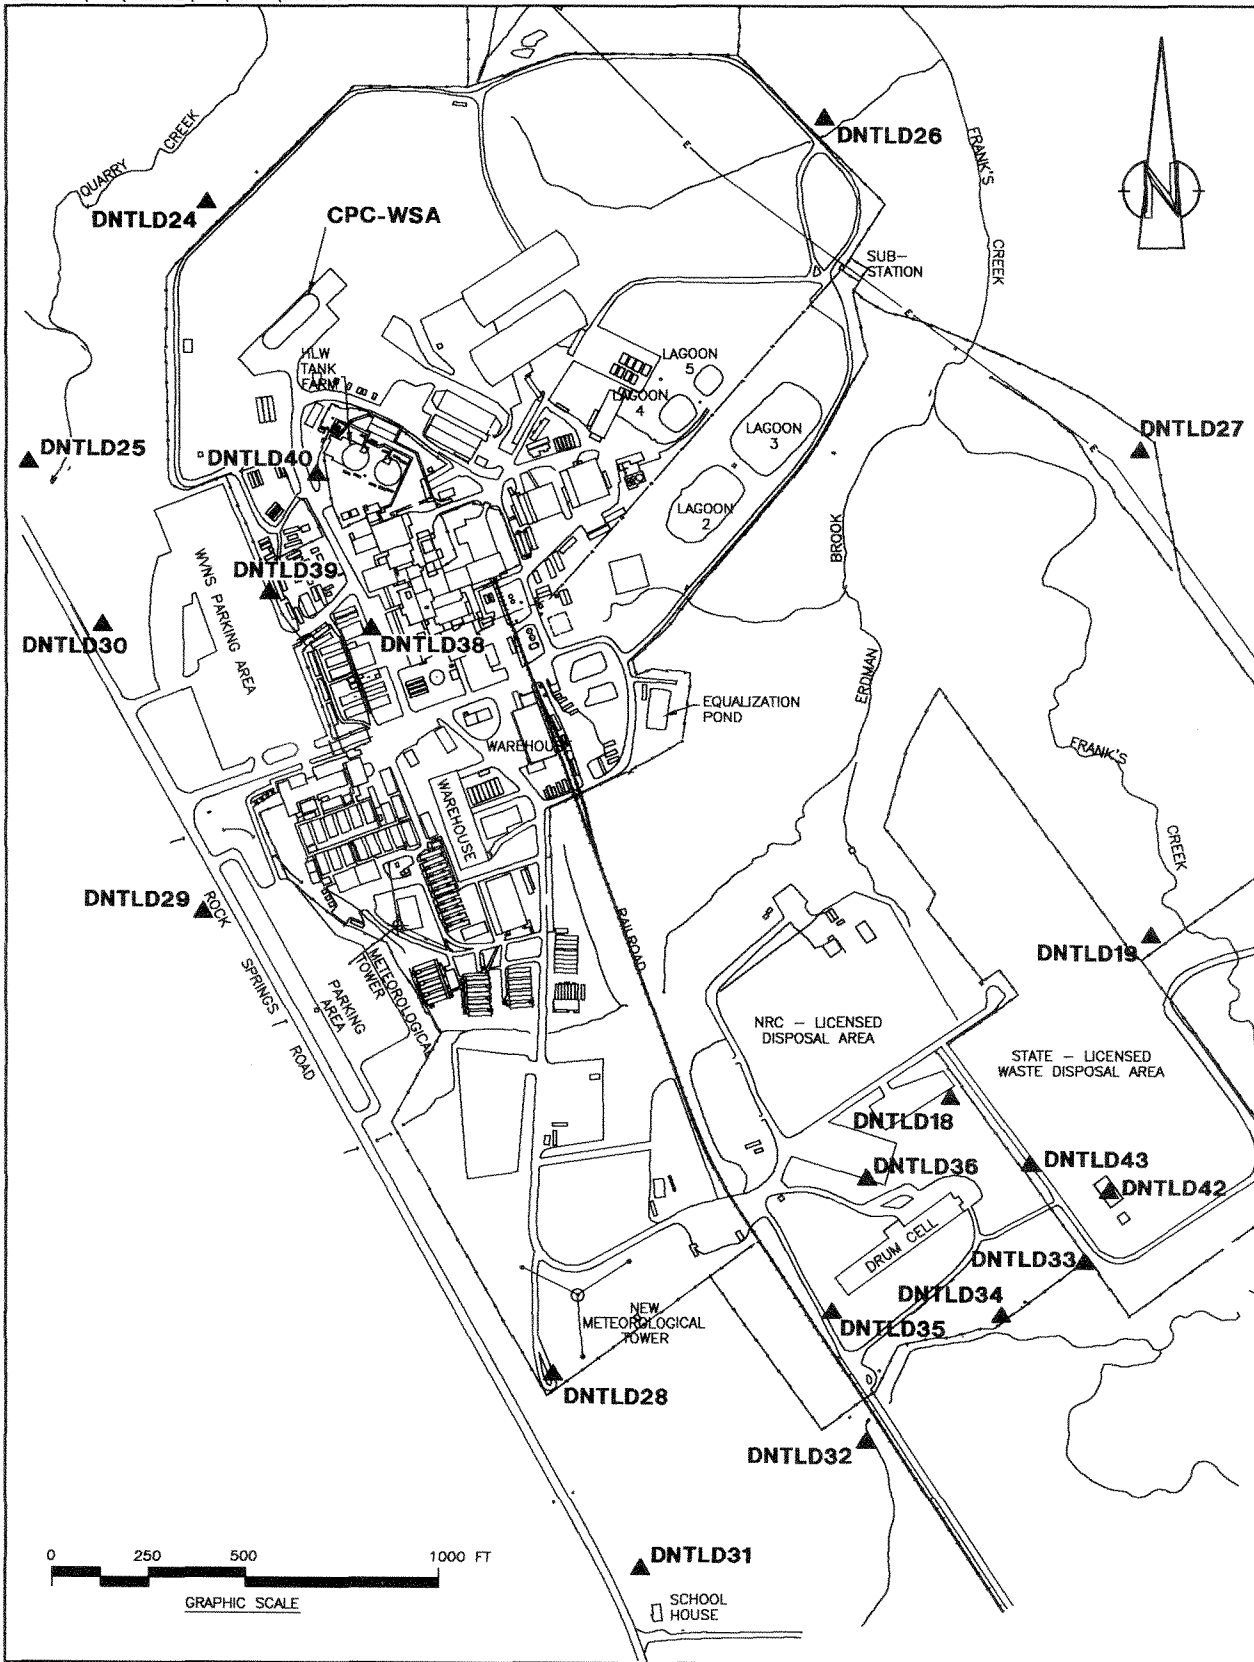 DNTLD26
FRANK'S
CREEK
QUARRY
CREEK
N
DNTLD24
CPC-WSA
SUB-
STATION
E
E
E
HLW
TANK
FARM
LAGOON
5
LAGOON
4
LAGOON
3
LAGOON
2
DNTLD27
DNTLD25
DNTLD40
BROOK
WVNS PARKING AREA
DNTLD39
DNTLD30
DNTLD38
ERDMAN
EQUALIZATION
POND
FRANK'S
CREEK
WAREHOUSE
WAREHOUSE
DNTLD29
ROCK
SPRINGS
ROAD
RAILROAD
METEOROLOGICAL
TOWER
PARKING
AREA
DNTLD19
NRC - LICENSED
DISPOSAL AREA
STATE - LICENSED
WASTE DISPOSAL AREA
DNTLD18
DNTLD36
DNTLD43
DNTLD42
DRUM CELL
DNTLD33
DNTLD34
DNTLD35
NEW
METEOROLOGICAL
TOWER
DNTLD28
DNTLD32
DNTLD31
0 250 500 1000 FT
GRAPHIC SCALE
SCHOOL
HOUSE